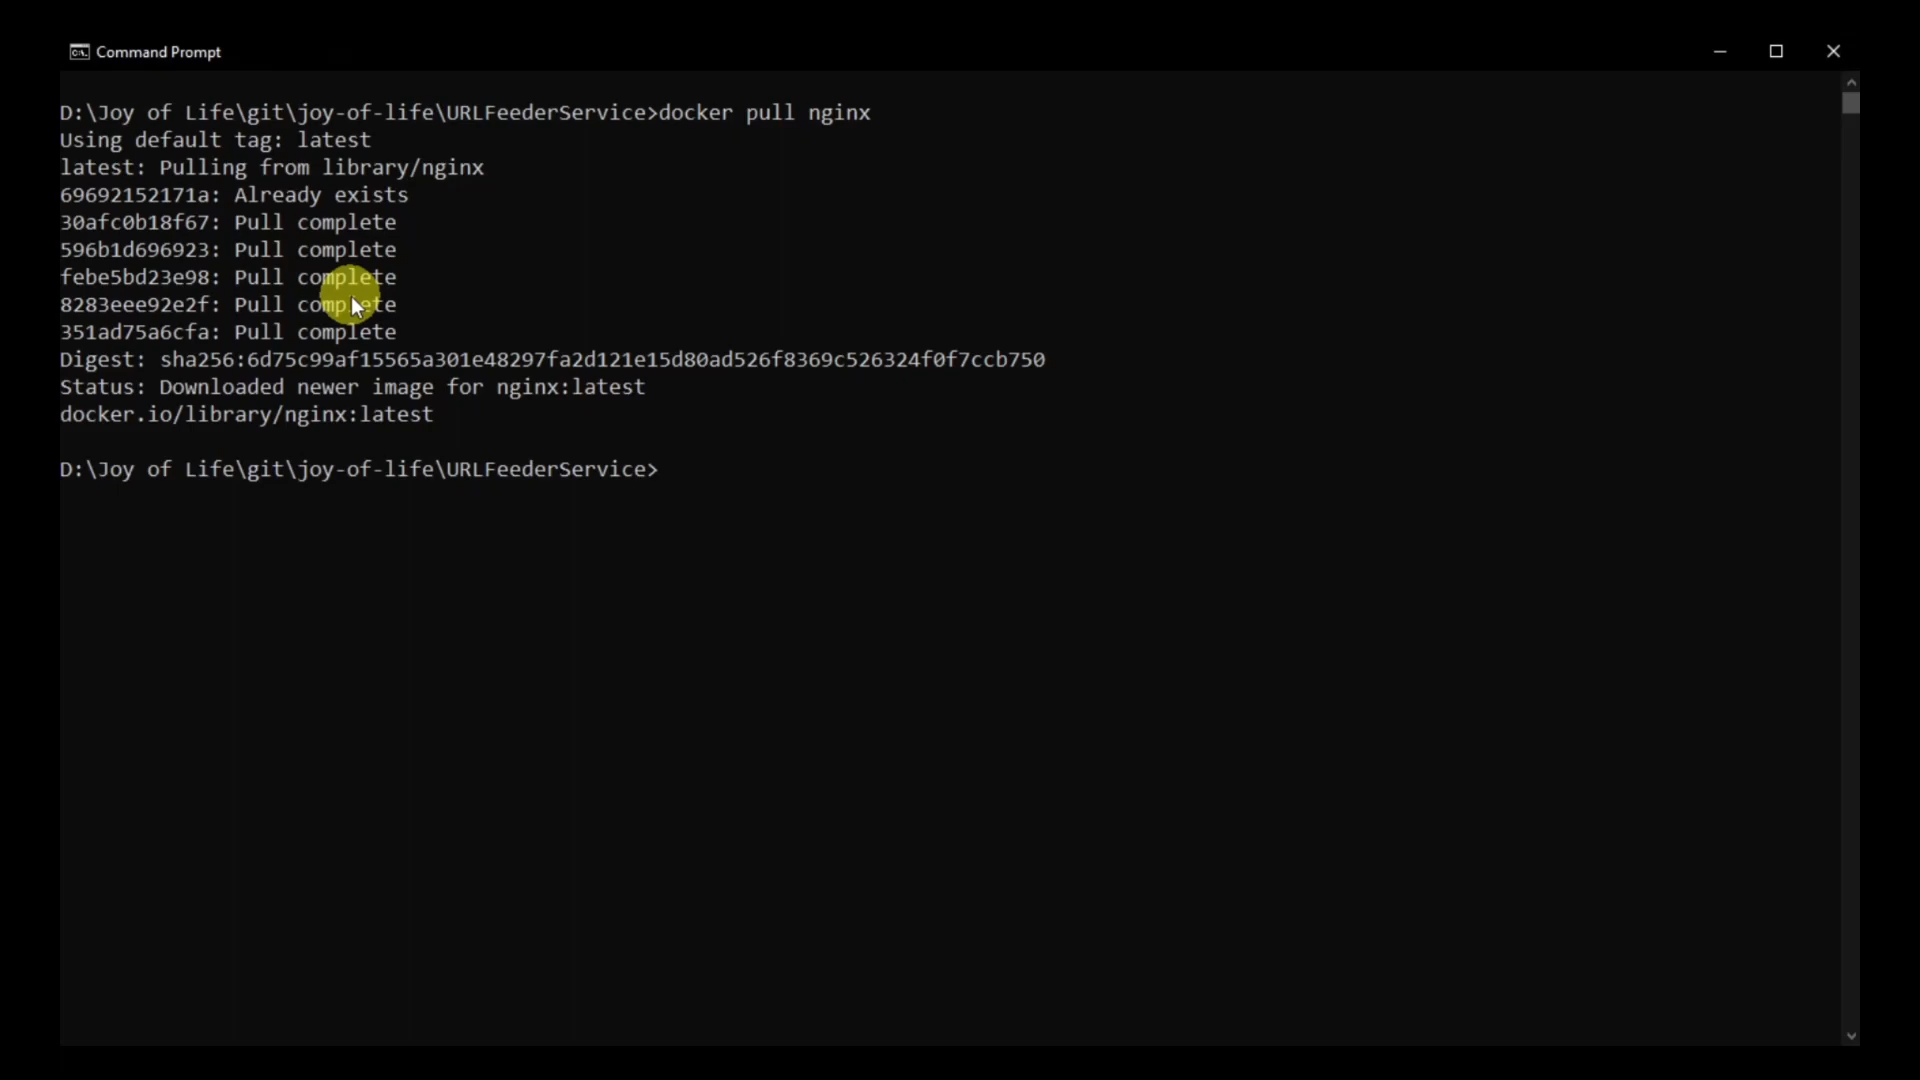 Command Prompt
D:\Joy of Life\git\joy-of-life\URLFeederService>docker pull nginx
Using default tag: latest
latest: Pulling from library/nginx
69692152171a: Already exists
30afc0b18f67: Pull complete
596b1d696923: Pull complete
febe5bd23e98: Pull complete
8283eee92e2f: Pull complete
351ad75a6cfa: Pull complete
Digest: sha256:6d75c99af15565a301e48297fa2d121e15d80ad526f8369c526324f0f7ccb750
Status: Downloaded newer image for nginx:latest
docker.io/library/nginx:latest
D:\Joy of Life\git\joy-of-life\URLFeederService>